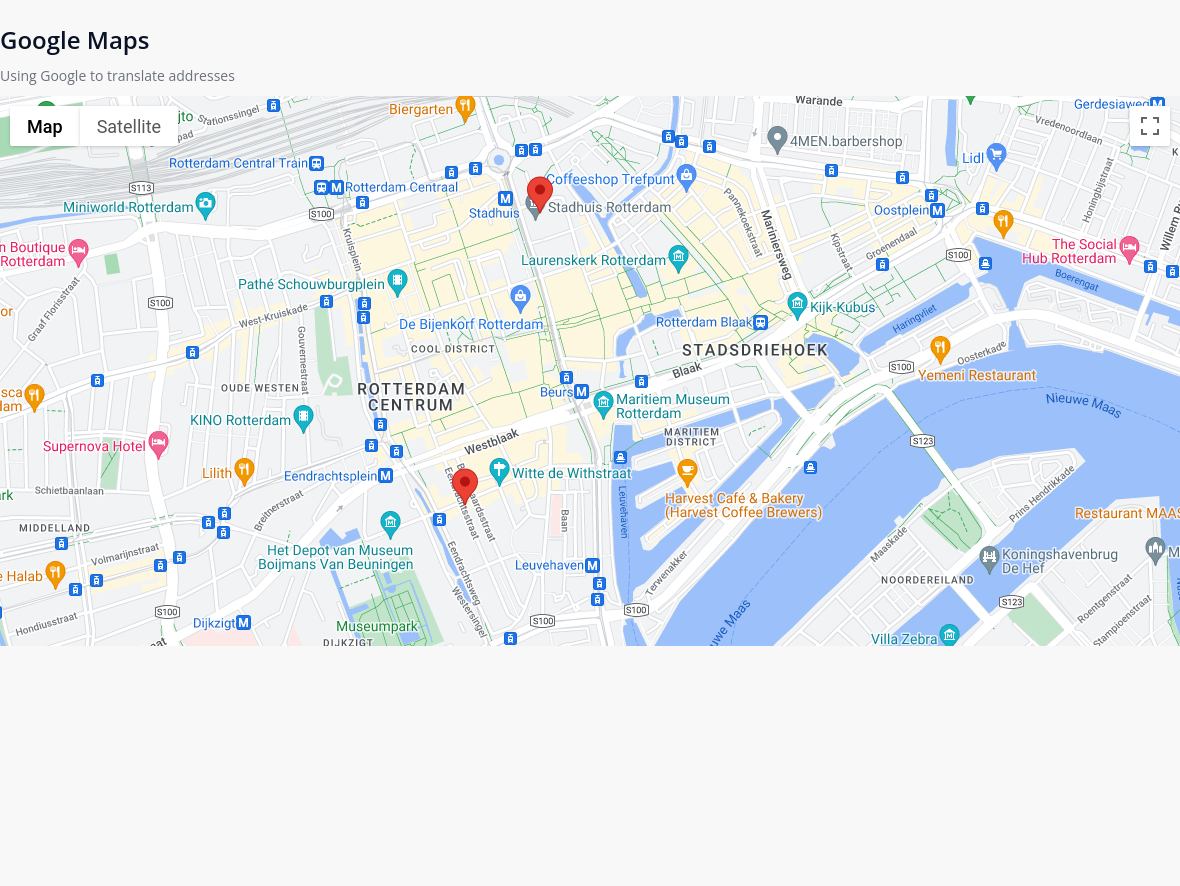 Google Maps
Using Google to translate addresses
Map
Satellite
Stationssingel
Biergarten
Warande
Gerdesiaweg
Vredenoordlaan
4MEN.barbershop
Lidl
Rotterdam Central Train
Rotterdam Centraal
Coffeeshop Trefpunt
S113
S100
Miniworld Rotterdam
Stadhuis
Stadhuis Rotterdam
Oostplein
Pannekoekstraat
Mariniersweg
Kruisplein
Kipstraat
Groenendaal
Honingbijstraat
n Boutique
Rotterdam
The Social
Hub Rotterdam
S100
Laurenskerk Rotterdam
Pathé Schouwburgplein
Boerengat
Graaf Florisstraat
S100
West-Kruiskade
Kijk-Kubus
Haringvliet
De Bijenkorf Rotterdam
Rotterdam Blaak
Gouvernestraat
COOL DISTRICT
STADSDRIEHOEK
Oosterkade
Blaak
S100
Yemeni Restaurant
OUDE WESTEN
ROTTERDAM
CENTRUM
Beurs
Maritiem Museum
Rotterdam
Nieuwe Maas
KINO Rotterdam
Supernova Hotel
Westblaak
MARITIEM
DISTRICT
S123
Lilith
Eendrachtsplein
Witte de Withstraat
Schietbaanlaan
Eendrachtsstraat
Leuvehaven
Harvest Café & Bakery
(Harvest Coffee Brewers)
Prins Hendrikkade
Restaurant MAAS
Breitnerstraat
Baan
MIDDELLAND
Volmarijnstraat
Het Depot van Museum
Boijmans Van Beuningen
Maaskade
Koningshavenbrug
De Hef
Eendrachtsweg
Leuvehaven
Terwenakker
NOORDEREILAND
e Halab
Westersingel
S100
S100
S100
S123
Roentgenstraat
Stampioenstraat
Hondiusstraat
Dijkzigt
Museumpark
DIJKZIGT
Villa Zebra